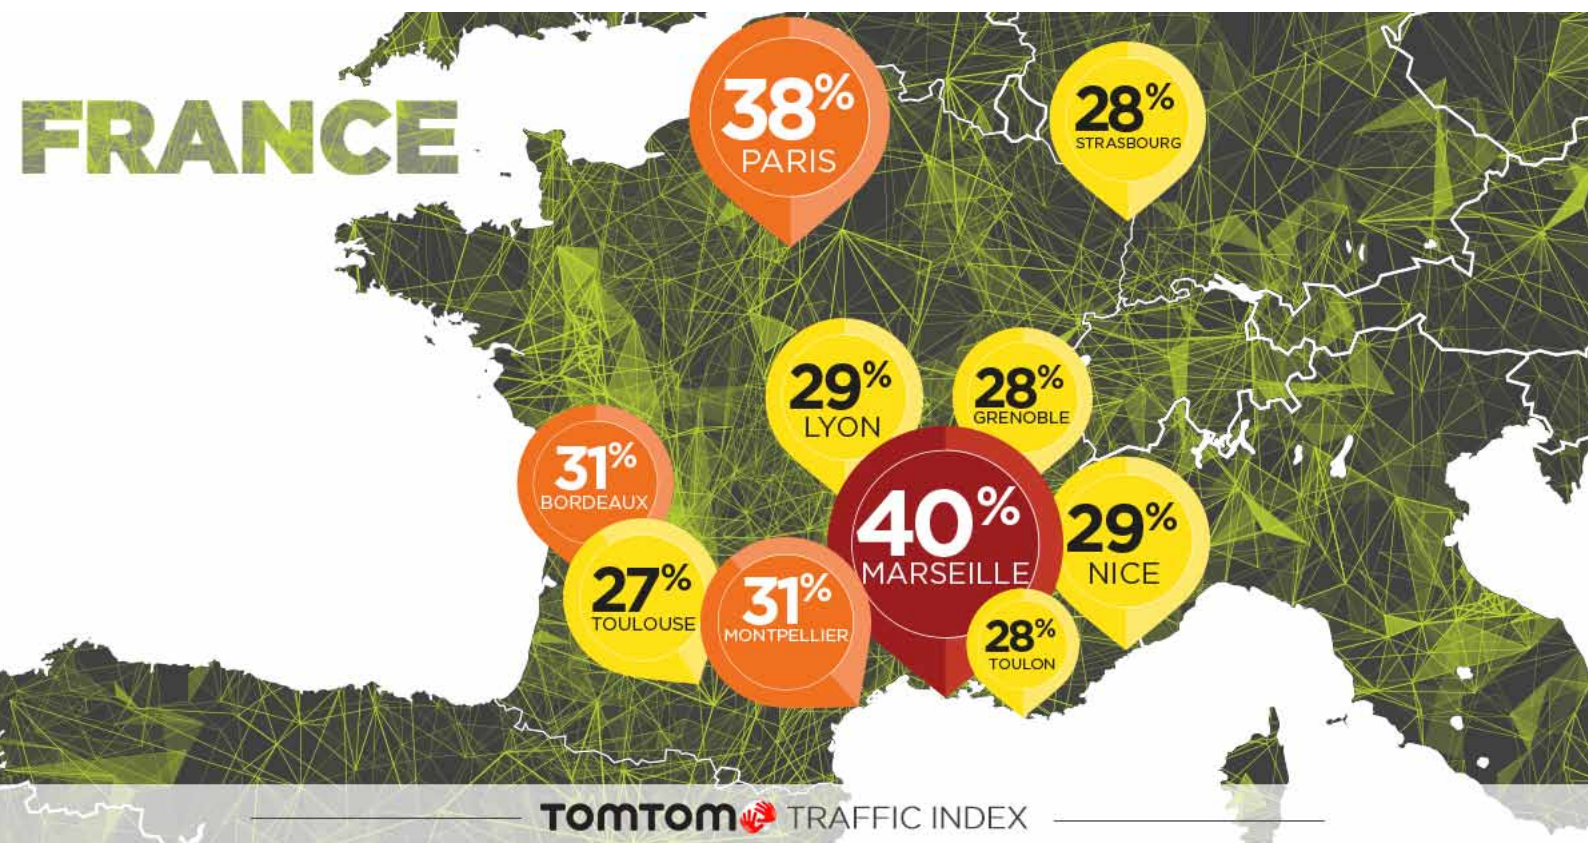 FRANCE
38%
PARIS
28%
STRASBOURG
29%
LYON
28%
GRENOBLE
31%
BORDEAUX
40%
MARSEILLE
29%
NICE
27%
TOULOUSE
31%
MONTPELLIER
28%
TOULON
TOMTOM TRAFFIC INDEX